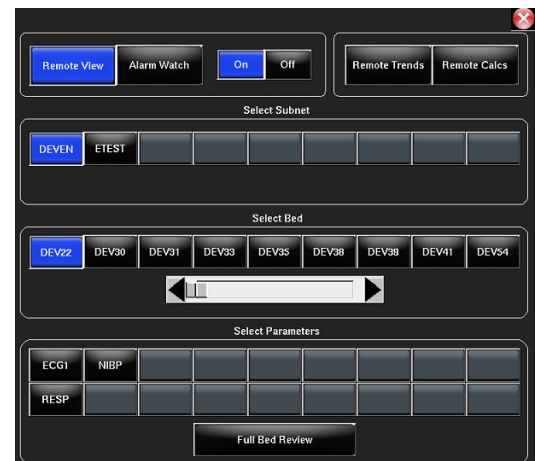 Remote View Alarm Watch On Off Remote Trends Remote Calcs
Select Subnet
DEVEN ETEST
Select Bed
DEV22 DEV30 DEV31 DEV33 DEV35 DEV38 DEV39 DEV41 DEV54
Select Parameters
ECG1 NIBP
RESP
Full Bed Review